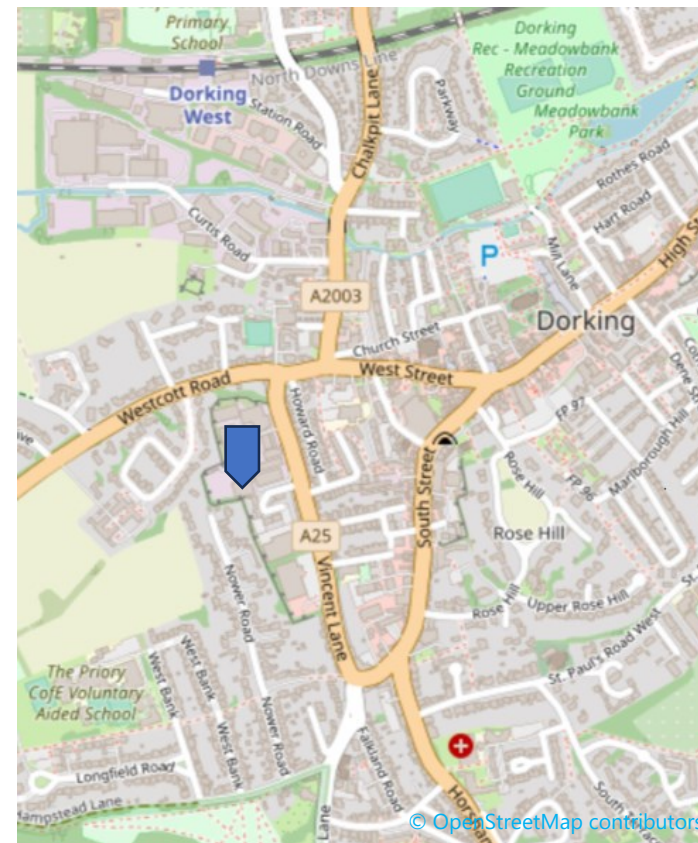 Primary
School
Dorking
Rec - Meadowbank
Recreation
Ground
Meadowbank
Park
North Downs Line
Dorking
West
Station Road
Chalkpit Lane
Parkway
Rothes Road
Hart Road
Curtis Road
Mill Lane
High
P
A2003
Dorking
Church Street
West Street
Westcott Road
Howard Road
FP 97
FP 96
Marlborough Hill
South Street
Rose Hill
Rose Hill
A25
Vincent Lane
Nower Road
Rose Hill
Upper Rose Hill
St. Paul's Road West
The Priory
CofE Voluntary
Aided School
West Bank
West Bank
West Bank
Nower Road
Falkland Road
Longfield Road
Hampstead Lane
Lane
South
© OpenStreetMap contributors